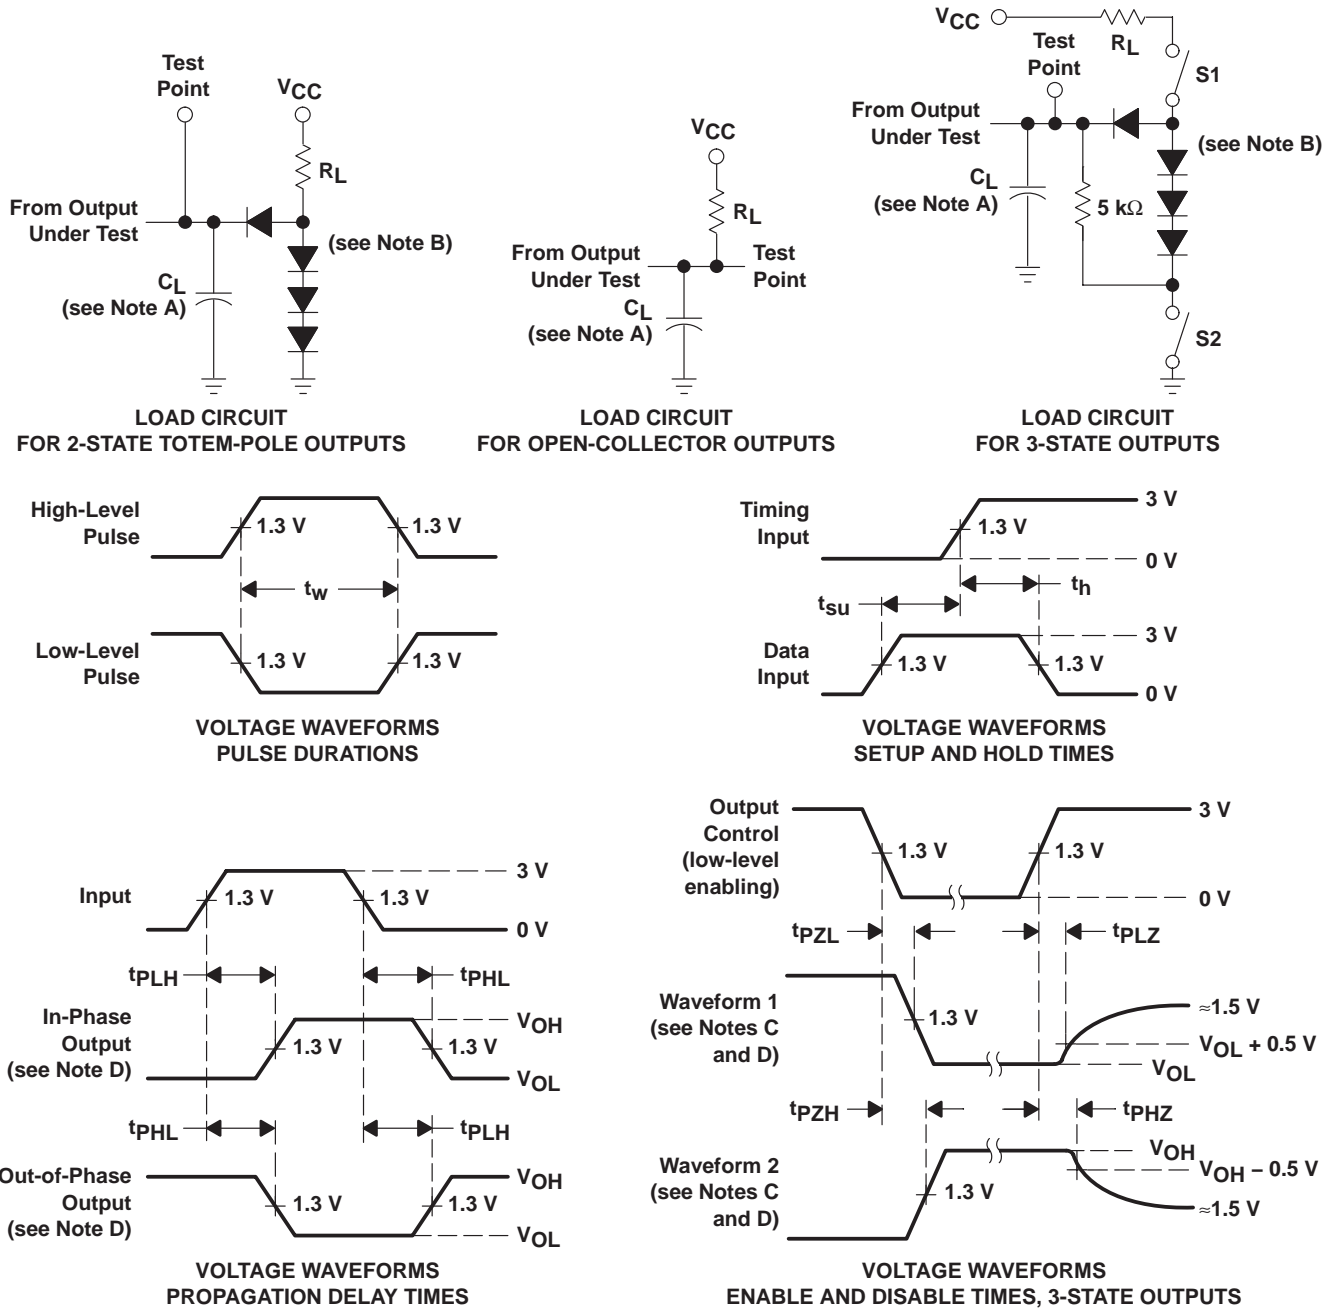 Test
Point
VCC
RL
From Output
Under Test
(see Note B)
CL
(see Note A)
LOAD CIRCUIT
FOR 2-STATE TOTEM-POLE OUTPUTS
VCC
RL
From Output
Under Test
Test
Point
CL
(see Note A)
LOAD CIRCUIT
FOR OPEN-COLLECTOR OUTPUTS
VCC
RL
Test
Point
S1
From Output
Under Test
(see Note B)
CL
(see Note A)
5 kΩ
S2
LOAD CIRCUIT
FOR 3-STATE OUTPUTS
High-Level
Pulse
1.3 V
1.3 V
tw
Low-Level
Pulse
1.3 V
1.3 V
VOLTAGE WAVEFORMS
PULSE DURATIONS
Timing
Input
1.3 V
3 V
0 V
th
tsu
Data
Input
1.3 V
1.3 V
3 V
0 V
VOLTAGE WAVEFORMS
SETUP AND HOLD TIMES
Input
1.3 V
1.3 V
3 V
0 V
tPLH
tPHL
In-Phase
Output
(see Note D)
1.3 V
1.3 V
VOH
VOL
tPHL
tPLH
Out-of-Phase
Output
(see Note D)
1.3 V
1.3 V
VOH
VOL
VOLTAGE WAVEFORMS
PROPAGATION DELAY TIMES
Output
Control
(low-level
enabling)
1.3 V
1.3 V
3 V
0 V
tPZL
tPLZ
Waveform 1
(see Notes C
and D)
1.3 V
≈1.5 V
VOL + 0.5 V
VOL
tPZH
tPHZ
Waveform 2
(see Notes C
and D)
1.3 V
VOH
VOH – 0.5 V
≈1.5 V
VOLTAGE WAVEFORMS
ENABLE AND DISABLE TIMES, 3-STATE OUTPUTS